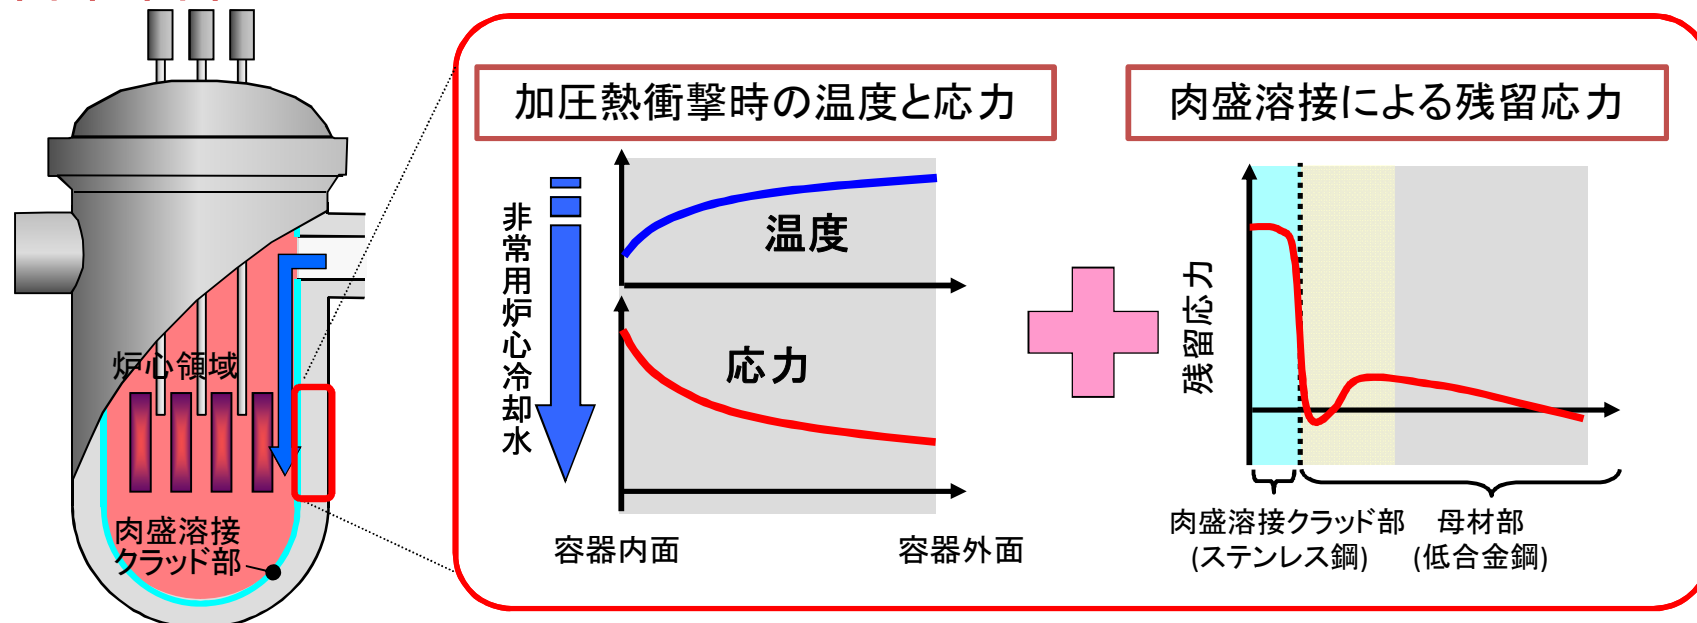 加圧熱衝撃時の温度と応力
肉盛溶接による残留応力
非常用炉心冷却水
温度
応力
残留応力
炉心領域
肉盛溶接
クラッド部
容器内面
容器外面
肉盛溶接クラッド部
(ステンレス鋼)
母材部
(低合金鋼)